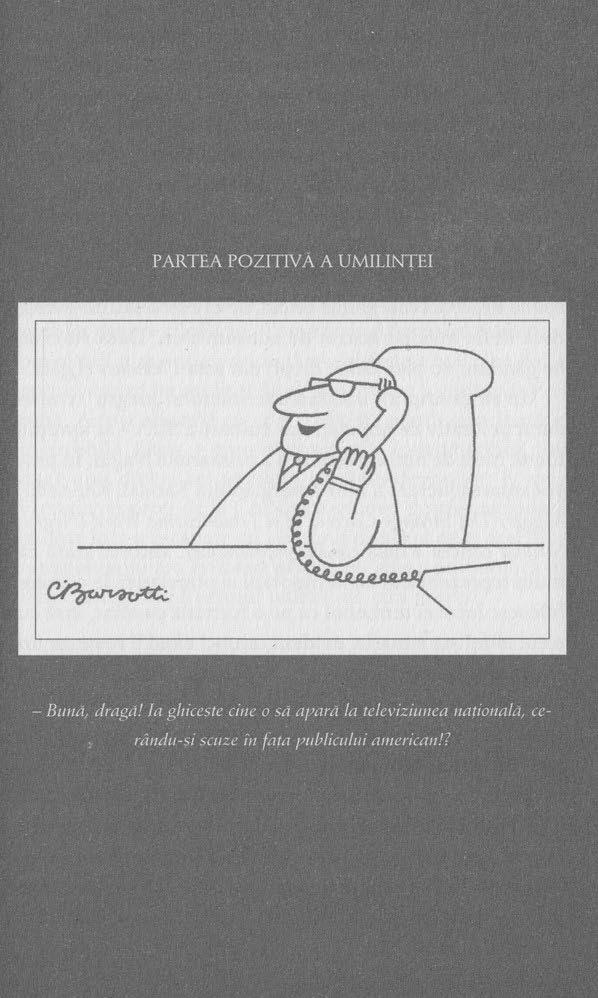 PARTEA POZITIVĂ A UMILINȚEI
CBarsotti
– Bună, dragă! Ia ghicește cine o să apară la televiziunea națională, ce-
rându-și scuze în fața publicului american!?